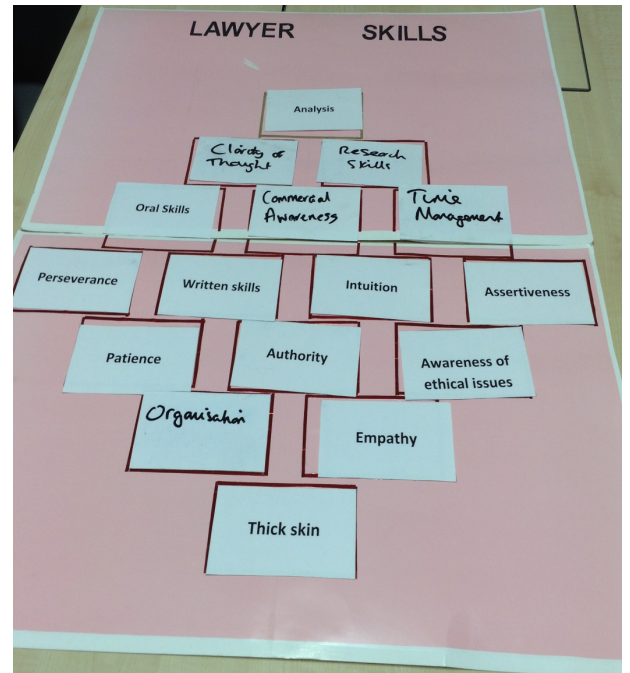 LAWYER SKILLS
Analysis
Clarity of
Thought
Research
Skills
Oral Skills
Commercial
Awareness
Time
Management
Perseverance
Written skills
Intuition
Assertiveness
Patience
Authority
Awareness of
ethical issues
Organisation
Empathy
Thick skin